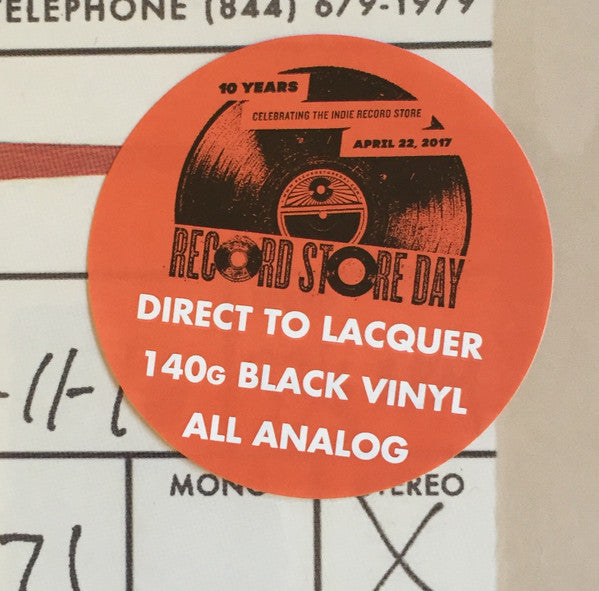 TELEPHONE (844) 679-1979
10 YEARS
CELEBRATING THE INDIE RECORD STORE
APRIL 22, 2017
RECORD STORE DAY
DIRECT TO LACQUER
140G BLACK VINYL
ALL ANALOG
MONO STEREO
X